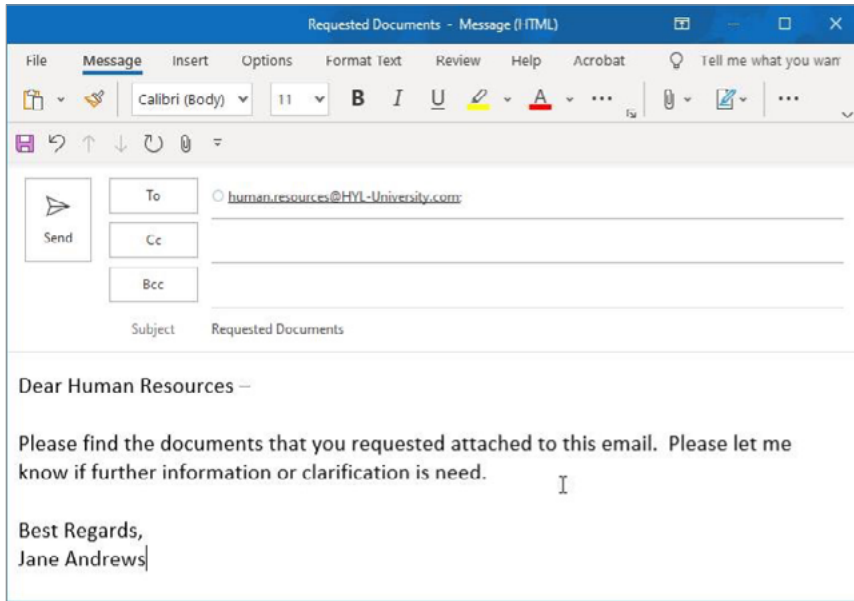 Requested Documents - Message (HTML)
File Message Insert Options Format Text Review Help Acrobat Tell me what you wan
Calibri (Body) 11 B I U A
To human.resources@HYL-University.com;
Send Cc
Bcc
Subject Requested Documents
Dear Human Resources –
Please find the documents that you requested attached to this email. Please let me
know if further information or clarification is need.
Best Regards,
Jane Andrews